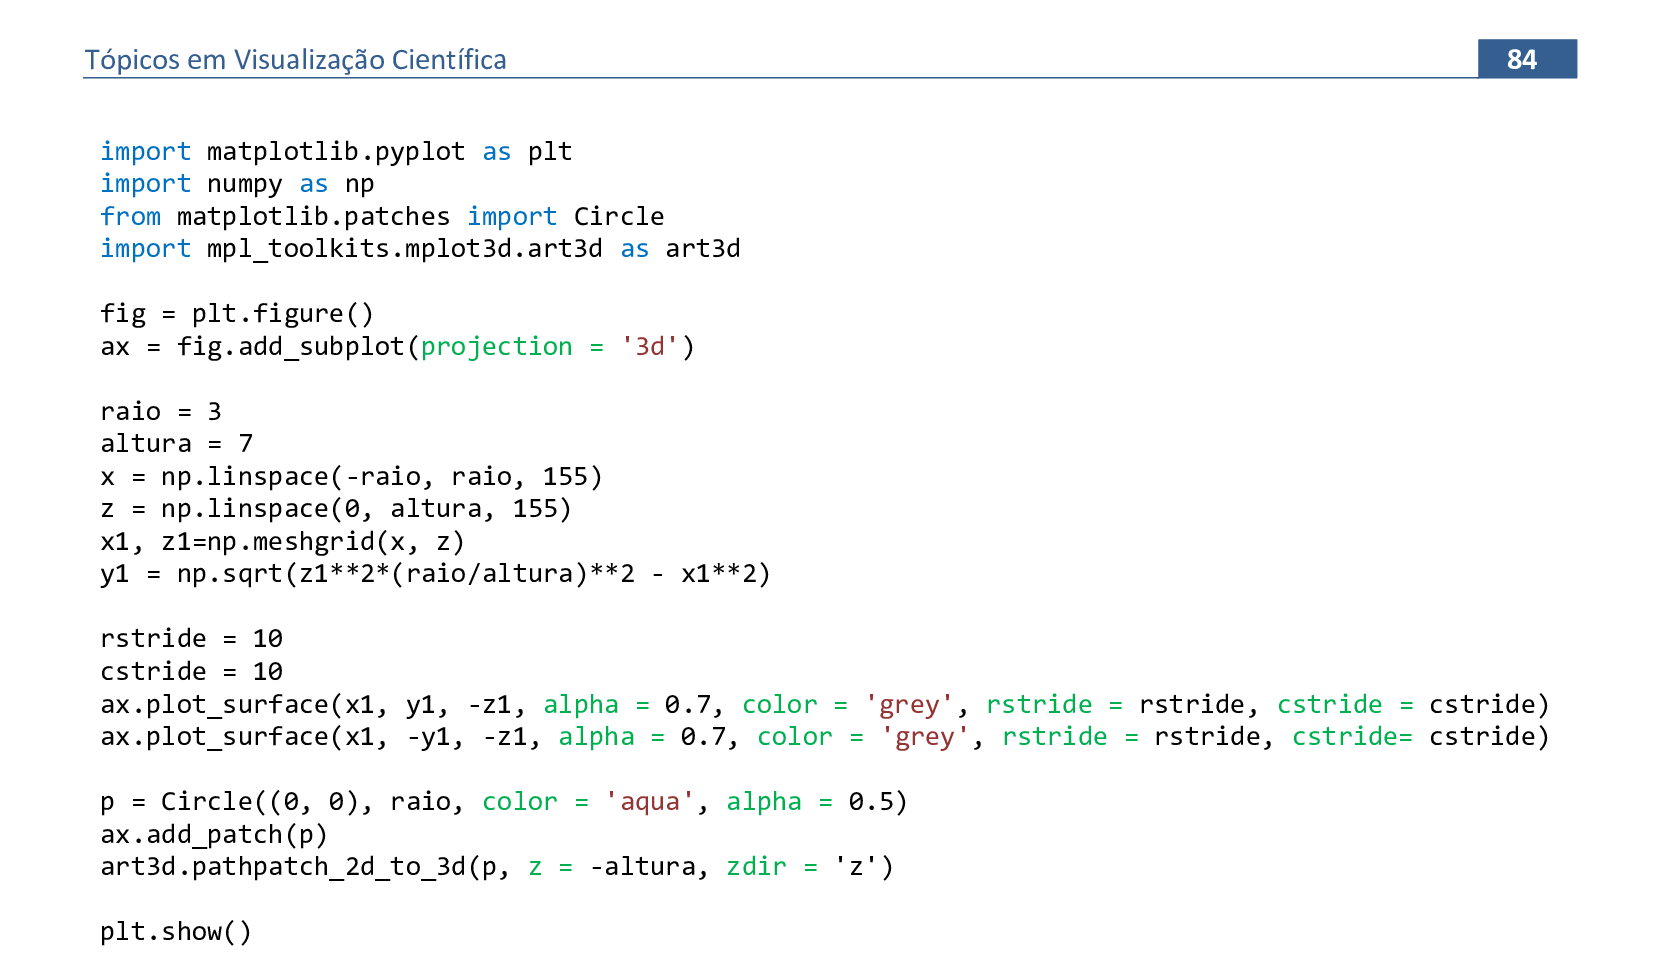 Tópicos em Visualização Científica
84
import matplotlib.pyplot as plt
import numpy as np
from matplotlib.patches import Circle
import mpl_toolkits.mplot3d.art3d as art3d
fig = plt.figure()
ax = fig.add_subplot(projection = '3d')
raio = 3
altura = 7
x = np.linspace(-raio, raio, 155)
z = np.linspace(0, altura, 155)
x1, z1=np.meshgrid(x, z)
y1 = np.sqrt(z1**2*(raio/altura)**2 - x1**2)
rstride = 10
cstride = 10
ax.plot_surface(x1, y1, -z1, alpha = 0.7, color = 'grey', rstride = rstride, cstride = cstride)
ax.plot_surface(x1, -y1, -z1, alpha = 0.7, color = 'grey', rstride = rstride, cstride= cstride)
p = Circle((0, 0), raio, color = 'aqua', alpha = 0.5)
ax.add_patch(p)
art3d.pathpatch_2d_to_3d(p, z = -altura, zdir = 'z')
plt.show()